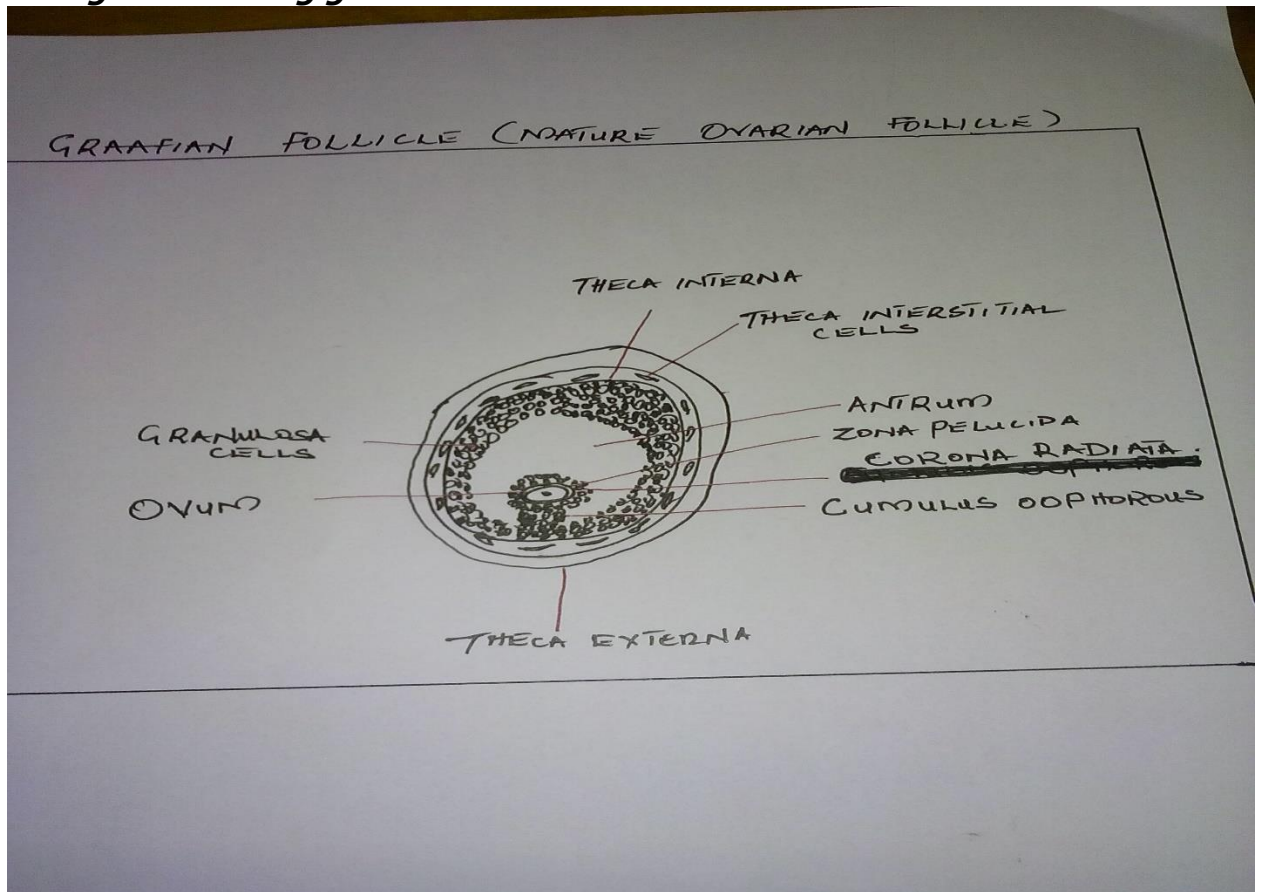 GRAAFIAN FOLLICLE (MATURE OVARIAN FOLLICLE)
THECA INTERNA
THECA INTERSTITIAL
CELLS
ANTRUM
ZONA PELUCIDA
CORONA RADIATA.
CUMULUS OOPHOROUS
GRANULOSA
CELLS
OVUM
THECA EXTERNA